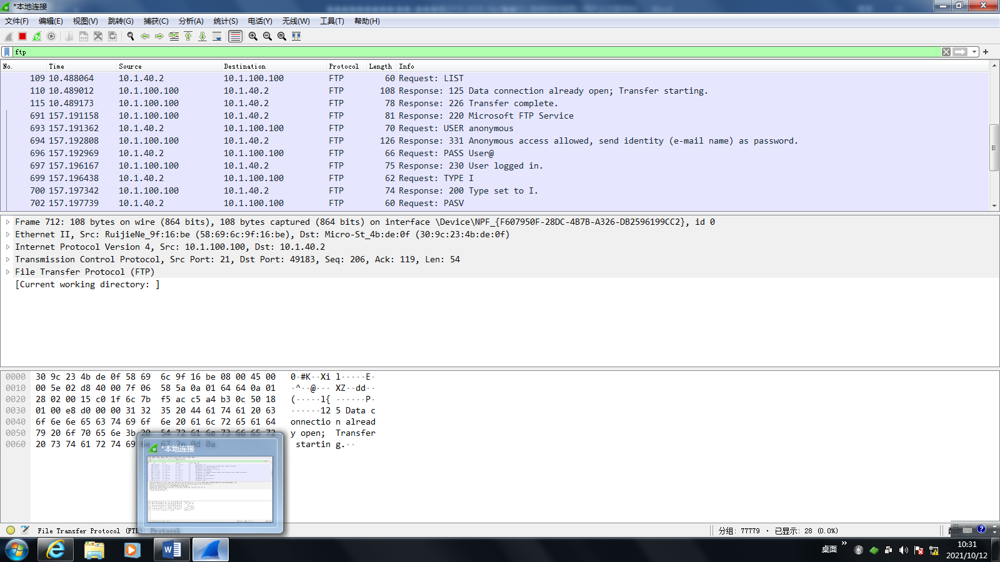 *本地连接
文件(F) 编辑(E) 视图(V) 跳转(G) 捕获(C) 分析(A) 统计(S) 电话(Y) 无线(W) 工具(T) 帮助(H)
ftp
No. Time Source Destination Protocol Length Info
109 10.488064 10.1.40.2 10.1.100.100 FTP 60 Request: LIST
110 10.489012 10.1.100.100 10.1.40.2 FTP 108 Response: 125 Data connection already open; Transfer starting.
115 10.489173 10.1.100.100 10.1.40.2 FTP 78 Response: 226 Transfer complete.
691 157.191158 10.1.100.100 10.1.40.2 FTP 81 Response: 220 Microsoft FTP Service
693 157.191362 10.1.40.2 10.1.100.100 FTP 70 Request: USER anonymous
694 157.192808 10.1.100.100 10.1.40.2 FTP 126 Response: 331 Anonymous access allowed, send identity (e-mail name) as password.
696 157.192969 10.1.40.2 10.1.100.100 FTP 66 Request: PASS User@
697 157.196167 10.1.100.100 10.1.40.2 FTP 75 Response: 230 User logged in.
699 157.196438 10.1.40.2 10.1.100.100 FTP 62 Request: TYPE I
700 157.197342 10.1.100.100 10.1.40.2 FTP 74 Response: 200 Type set to I.
702 157.197739 10.1.40.2 10.1.100.100 FTP 60 Request: PASV
Frame 712: 108 bytes on wire (864 bits), 108 bytes captured (864 bits) on interface \Device\NPF_{F607950F-28DC-4B7B-A326-DB2596199CC2}, id 0
Ethernet II, Src: RuijieNe_9f:16:be (58:69:6c:9f:16:be), Dst: Micro-St_4b:de:0f (30:9c:23:4b:de:0f)
Internet Protocol Version 4, Src: 10.1.100.100, Dst: 10.1.40.2
Transmission Control Protocol, Src Port: 21, Dst Port: 49183, Seq: 206, Ack: 119, Len: 54
File Transfer Protocol (FTP)
[Current working directory: ]
0000 30 9c 23 4b de 0f 58 69 6c 9f 16 be 08 00 45 00 0·#K··Xi l·····E·
0010 00 5e 02 d8 40 00 7f 06 58 5a 0a 01 64 64 0a 01 ·^··@··· XZ··dd··
0020 28 02 00 15 c0 1f 6c 7b f5 ac c5 a4 b3 0c 50 18 (·····l{ ······P·
0030 01 00 e8 d0 00 00 31 32 35 20 44 61 74 61 20 63 ······12 5 Data c
0040 6f 6e 6e 65 63 74 69 6f 6e 20 61 6c 72 65 61 64 onnectio n alread
0050 79 20 6f 70 65 6e 3b 20 54 72 61 6e 73 66 65 72 y open; Transfer
0060 20 73 74 61 72 74 69 6e 67 2e 0d 0a startin g.··
*本地连接
File Transfer Protocol (FTP): Protocol
分组: 77779 · 已显示: 28 (0.0%)
桌面
10:31
2021/10/12